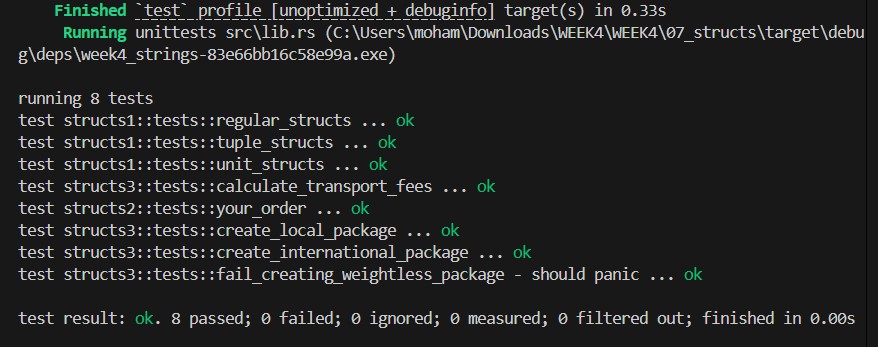 Finished `test` profile [unoptimized + debuginfo] target(s) in 0.33s
Running unittests src\lib.rs (C:\Users\moham\Downloads\WEEK4\WEEK4\07_structs\target\debu
g\deps\week4_strings-83e66bb16c58e99a.exe)
running 8 tests
test structs1::tests::regular_structs ... ok
test structs1::tests::tuple_structs ... ok
test structs1::tests::unit_structs ... ok
test structs3::tests::calculate_transport_fees ... ok
test structs2::tests::your_order ... ok
test structs3::tests::create_local_package ... ok
test structs3::tests::create_international_package ... ok
test structs3::tests::fail_creating_weightless_package - should panic ... ok
test result: ok. 8 passed; 0 failed; 0 ignored; 0 measured; 0 filtered out; finished in 0.00s